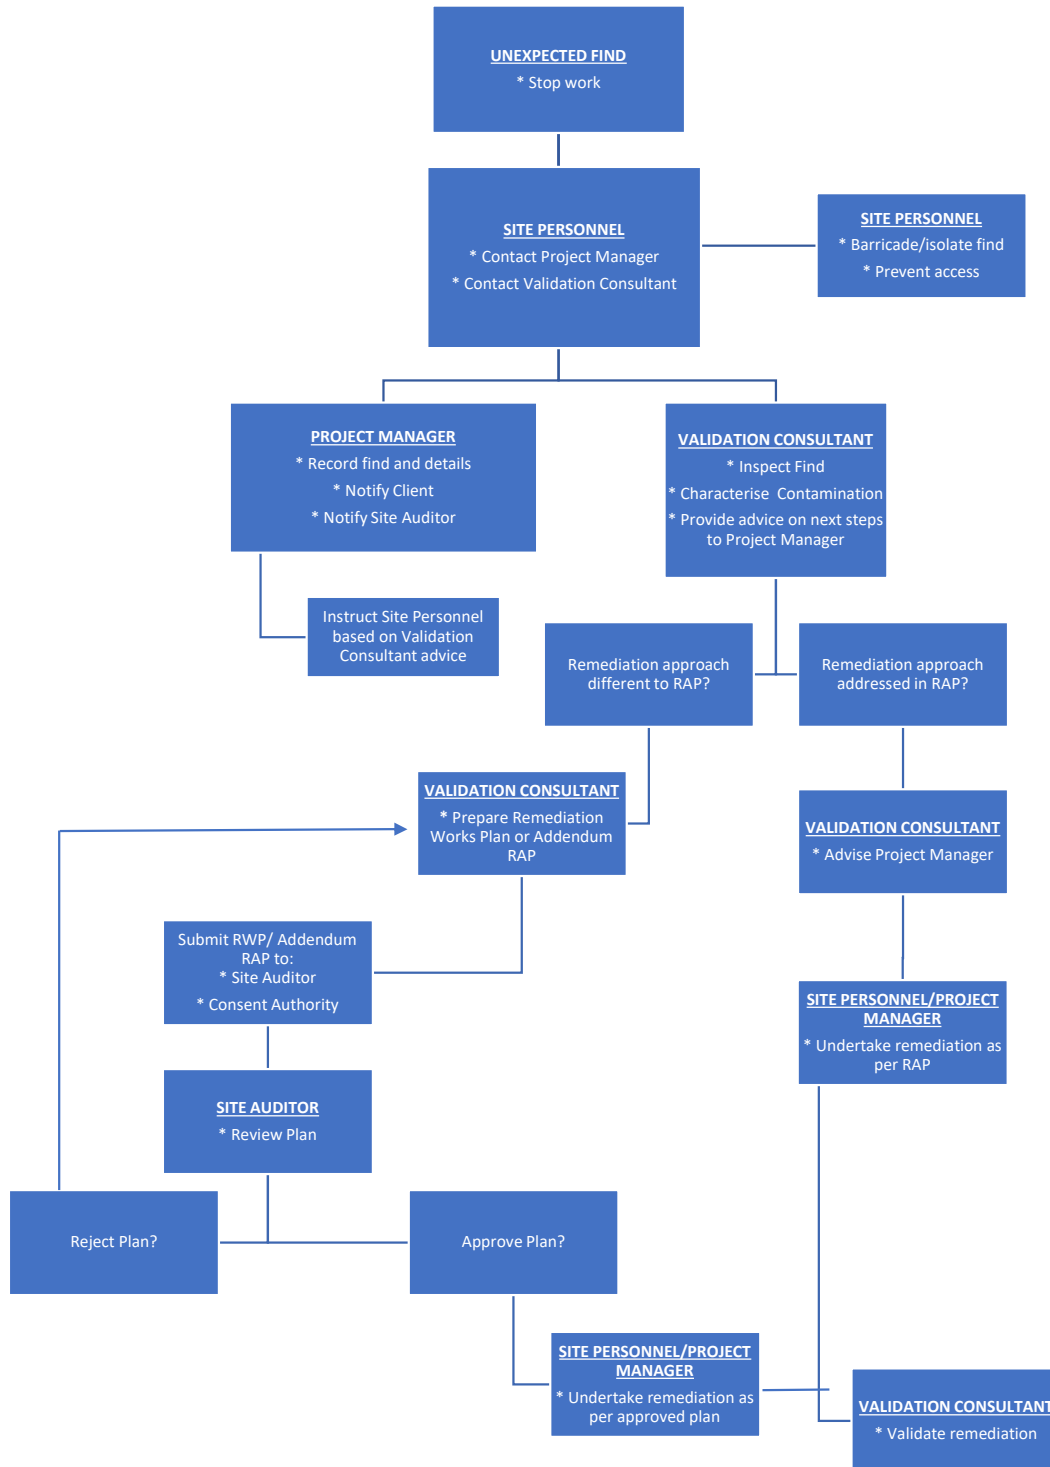 UNEXPECTED FIND
* Stop work
SITE PERSONNEL
* Contact Project Manager
* Contact Validation Consultant
SITE PERSONNEL
* Barricade/isolate find
* Prevent access
PROJECT MANAGER
* Record find and details
* Notify Client
* Notify Site Auditor
VALIDATION CONSULTANT
* Inspect Find
* Characterise Contamination
* Provide advice on next steps
to Project Manager
Instruct Site Personnel
based on Validation
Consultant advice
Remediation approach
different to RAP?
Remediation approach
addressed in RAP?
VALIDATION CONSULTANT
* Prepare Remediation
Works Plan or Addendum
RAP
VALIDATION CONSULTANT
* Advise Project Manager
Submit RWP/ Addendum
RAP to:
* Site Auditor
* Consent Authority
SITE PERSONNEL/PROJECT
MANAGER
* Undertake remediation as
per RAP
SITE AUDITOR
* Review Plan
Reject Plan?
Approve Plan?
SITE PERSONNEL/PROJECT
MANAGER
* Undertake remediation as
per approved plan
VALIDATION CONSULTANT
* Validate remediation